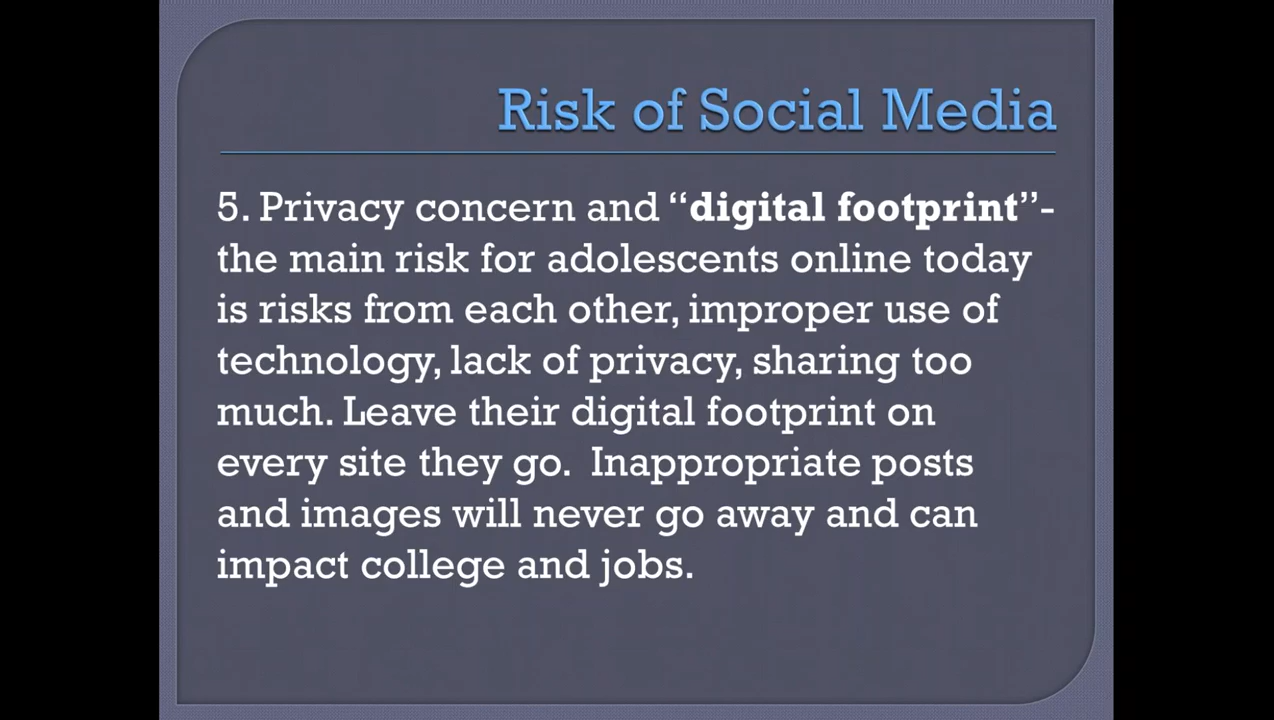 Risk of Social Media
5. Privacy concern and “digital footprint”-
the main risk for adolescents online today
is risks from each other, improper use of
technology, lack of privacy, sharing too
much. Leave their digital footprint on
every site they go.  Inappropriate posts
and images will never go away and can
impact college and jobs.